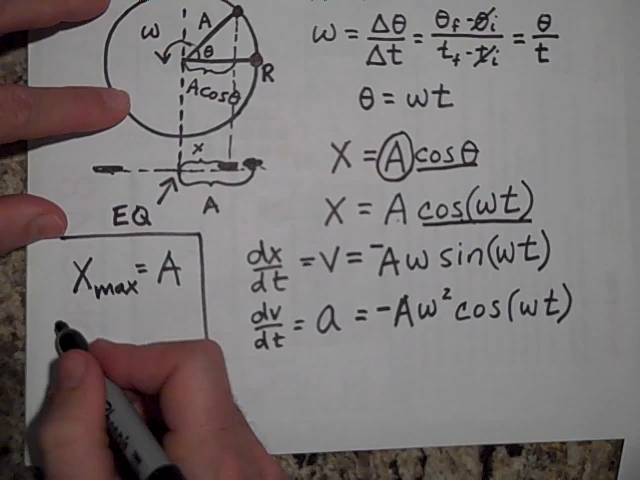 ω = Δθ/Δt = θf-θi/tf-ti = θ/t
θ = ωt
X = A cosθ
X = A cos(ωt)
dx/dt = V = -Aω sin(ωt)
dv/dt = a = -Aω² cos(ωt)
ω
A
θ
R
Acosθ
x
A
EQ
Xmax = A
Sharpie